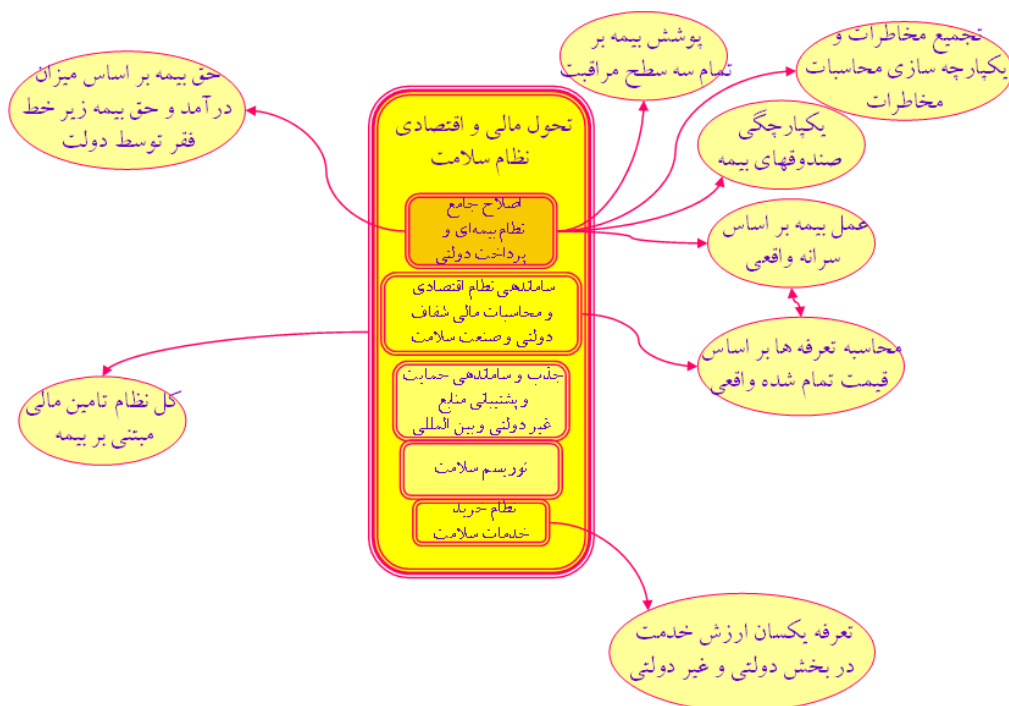 پوشش بیمه بر
تمام سه سطح مراقبت
تجمیع مخاطرات و
یکپارچه سازی محاسبات
مخاطرات
حق بیمه بر اساس میزان
درآمد و حق بیمه زیر خط
فقر توسط دولت
تحول مالی و اقتصادی
نظام سلامت
یکپارچگی
صندوقهای بیمه
اصلاح جامع
نظام بیمه‌ای و
پرداخت دولتی
عمل بیمه بر اساس
سرانه واقعی
ساماندهی نظام اقتصادی
و محاسبات مالی شفاف
دولتی و صنعت سلامت
محاسبه تعرفه ها بر اساس
قیمت تمام شده واقعی
جذب و ساماندهی حمایت
و پشتیبانی منابع
غیر دولتی و بین المللی
کل نظام تامین مالی
مبتنی بر بیمه
توریسم سلامت
نظام خرید
خدمات سلامت
تعرفه یکسان ارزش خدمت
در بخش دولتی و غیر دولتی